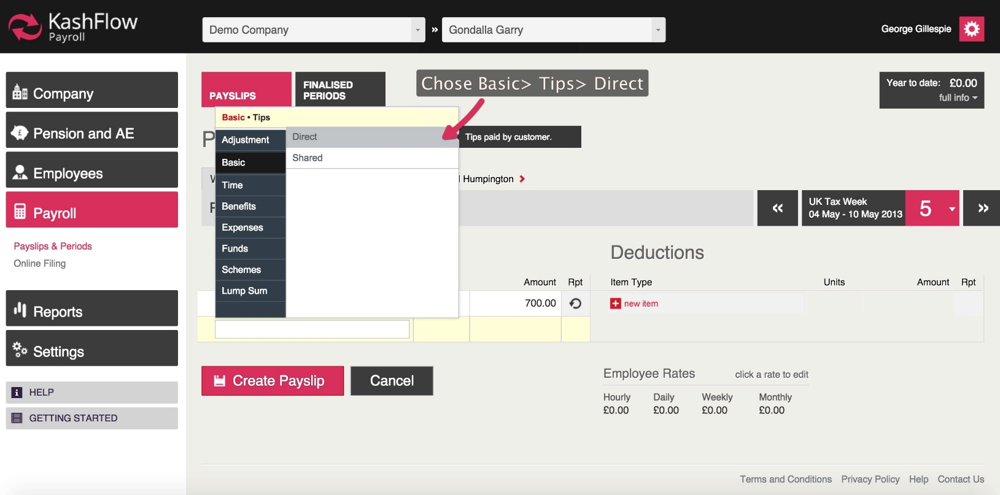 KashFlow
Payroll
Demo Company
»
Gondalla Garry
George Gillespie
Company
Pension and AE
Employees
Payroll
Payslips & Periods
Online Filing
Reports
Settings
HELP
GETTING STARTED
PAYSLIPS
FINALISED
PERIODS
Chose Basic> Tips> Direct
Year to date: £0.00
full info
Basic • Tips
Adjustment
Basic
Time
Benefits
Expenses
Funds
Schemes
Lump Sum
Direct
Shared
Tips paid by customer.
Humpington
«
UK Tax Week
04 May - 10 May 2013
5
»
Amount Rpt
700.00
Deductions
Item Type Units Amount Rpt
new item
Create Payslip
Cancel
Employee Rates click a rate to edit
Hourly Daily Weekly Monthly
£0.00 £0.00 £0.00 £0.00
Terms and Conditions Privacy Policy Help Contact Us